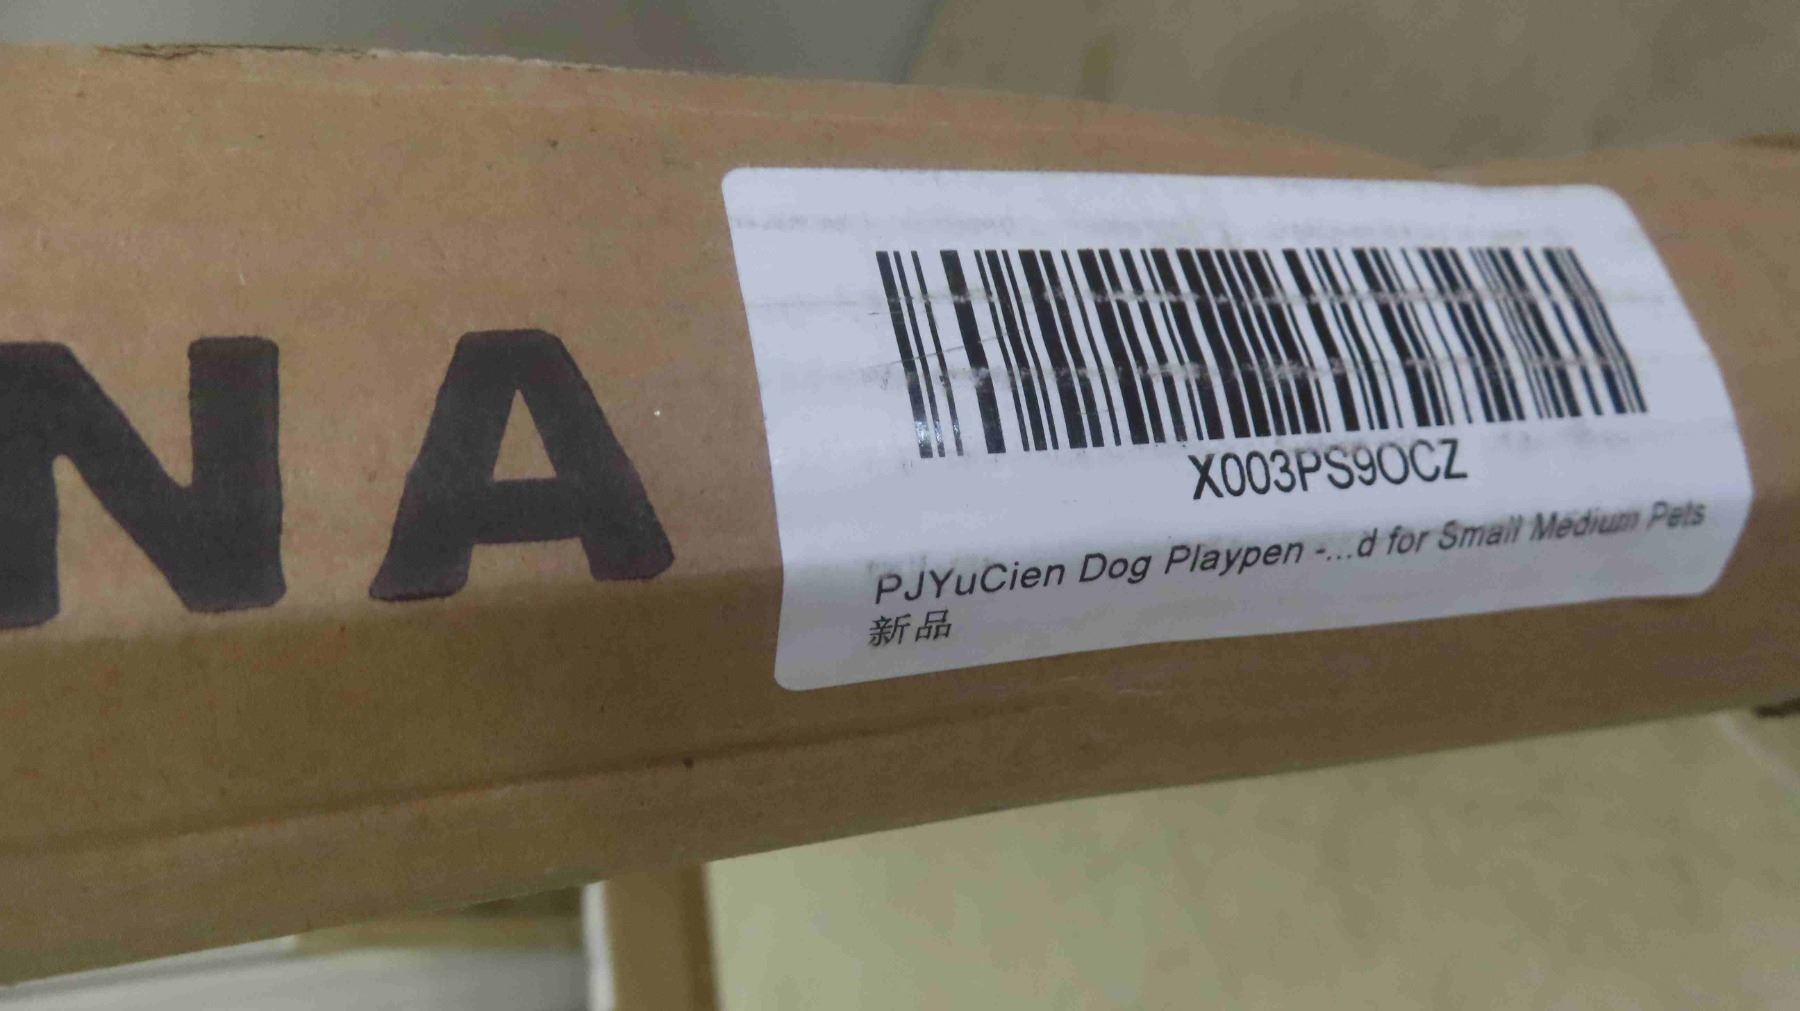 NA
X003PS9OCZ
PJYuCien Dog Playpen -...d for Small Medium Pets
新品